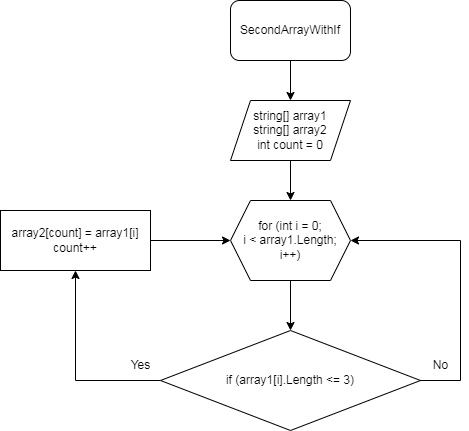 SecondArrayWithIf
string[] array1
string[] array2
int count = 0
for (int i = 0;
i < array1.Length;
i++)
array2[count] = array1[i]
count++
Yes
if (array1[i].Length <= 3)
No